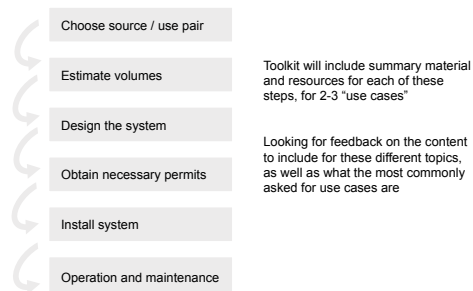 Choose source / use pair
Estimate volumes
Design the system
Obtain necessary permits
Install system
Operation and maintenance
Toolkit will include summary material
and resources for each of these
steps, for 2-3 “use cases”
Looking for feedback on the content
to include for these different topics,
as well as what the most commonly
asked for use cases are